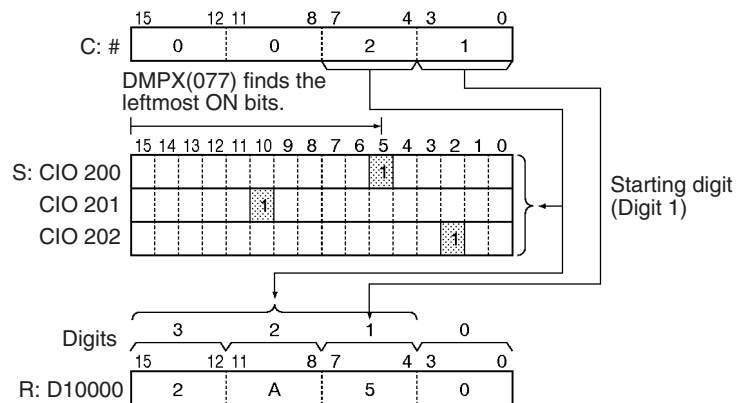 15 12 11 8 7 4 3 0
C: # 0 0 2 1
DMPX(077) finds the
leftmost ON bits.
15 14 13 12 11 10 9 8 7 6 5 4 3 2 1 0
S: CIO 200 1
CIO 201 1
CIO 202 1
Starting digit
(Digit 1)
Digits 3 2 1 0
15 12 11 8 7 4 3 0
R: D10000 2 A 5 0